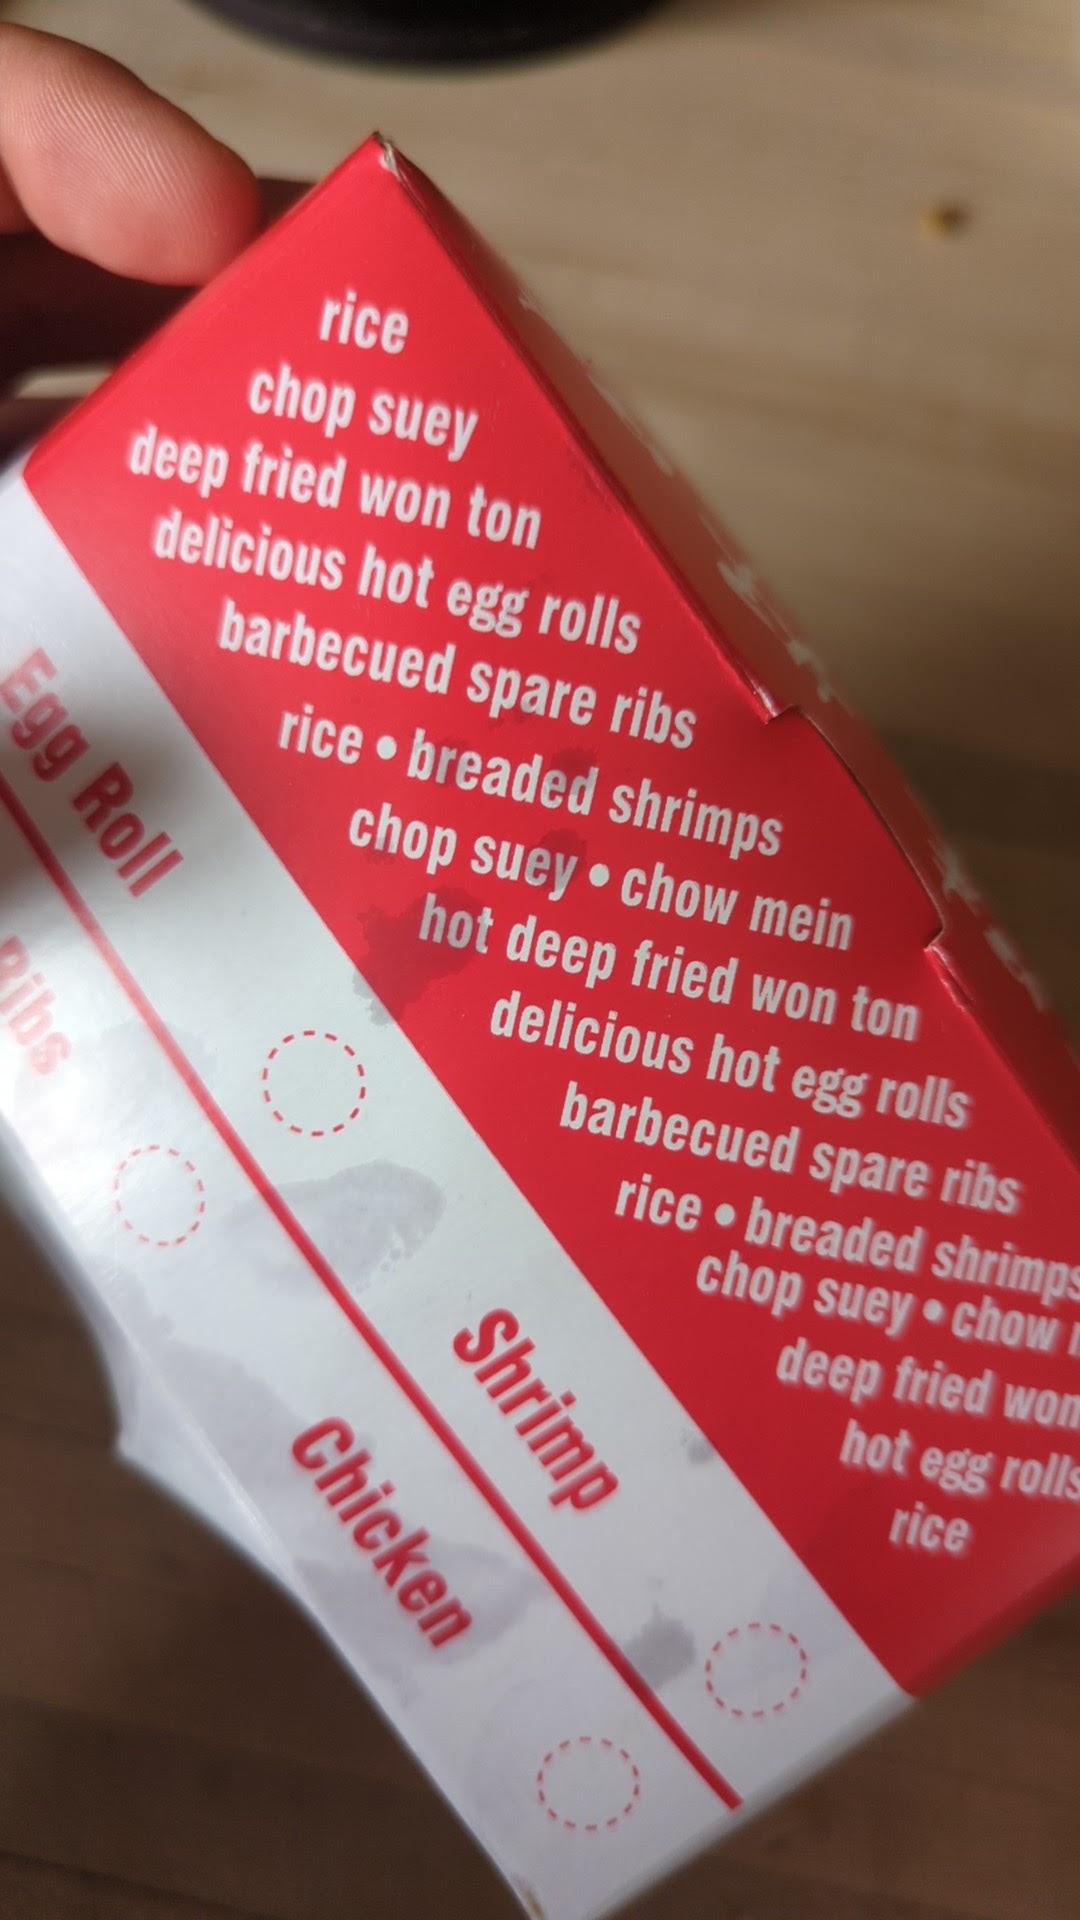 rice
chop suey
deep fried won ton
delicious hot egg rolls
barbecued spare ribs
rice • breaded shrimps
chop suey • chow mein
hot deep fried won ton
delicious hot egg rolls
barbecued spare ribs
rice • breaded shrimps
chop suey • chow
deep fried won
hot egg rolls
rice
Egg Roll
Shrimp
Ribs
Chicken